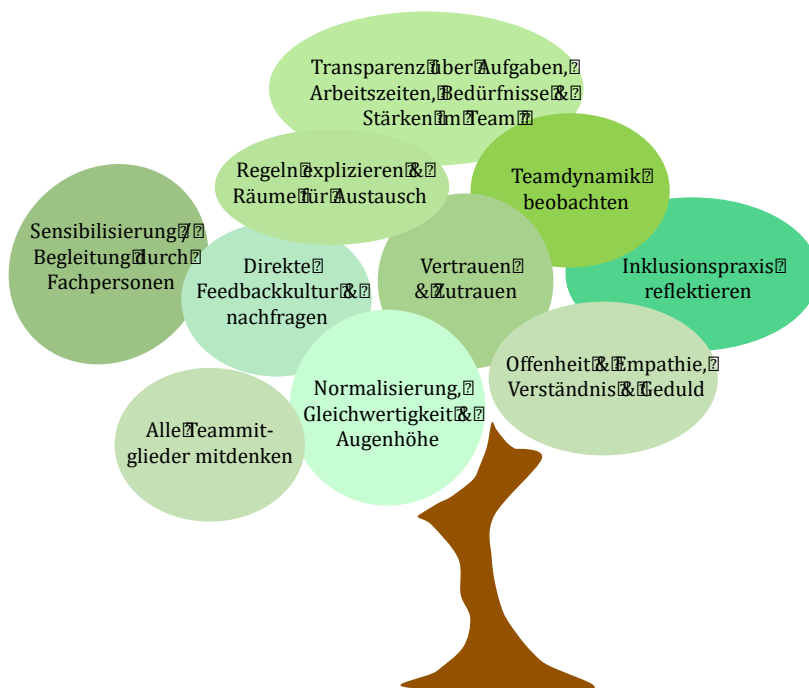 Transparenz über Aufgaben,
Arbeitszeiten, Bedürfnisse &
Stärken im Team
Regeln explizieren &
Räume für Austausch
Teamdynamik
beobachten
Sensibilisierung /
Begleitung durch
Fachpersonen
Direkte
Feedbackkultur &
nachfragen
Vertrauen
& Zutrauen
Inklusionspraxis
reflektieren
Offenheit & Empathie,
Verständnis & Geduld
Normalisierung,
Gleichwertigkeit &
Augenhöhe
Alle Teammit-
glieder mitdenken